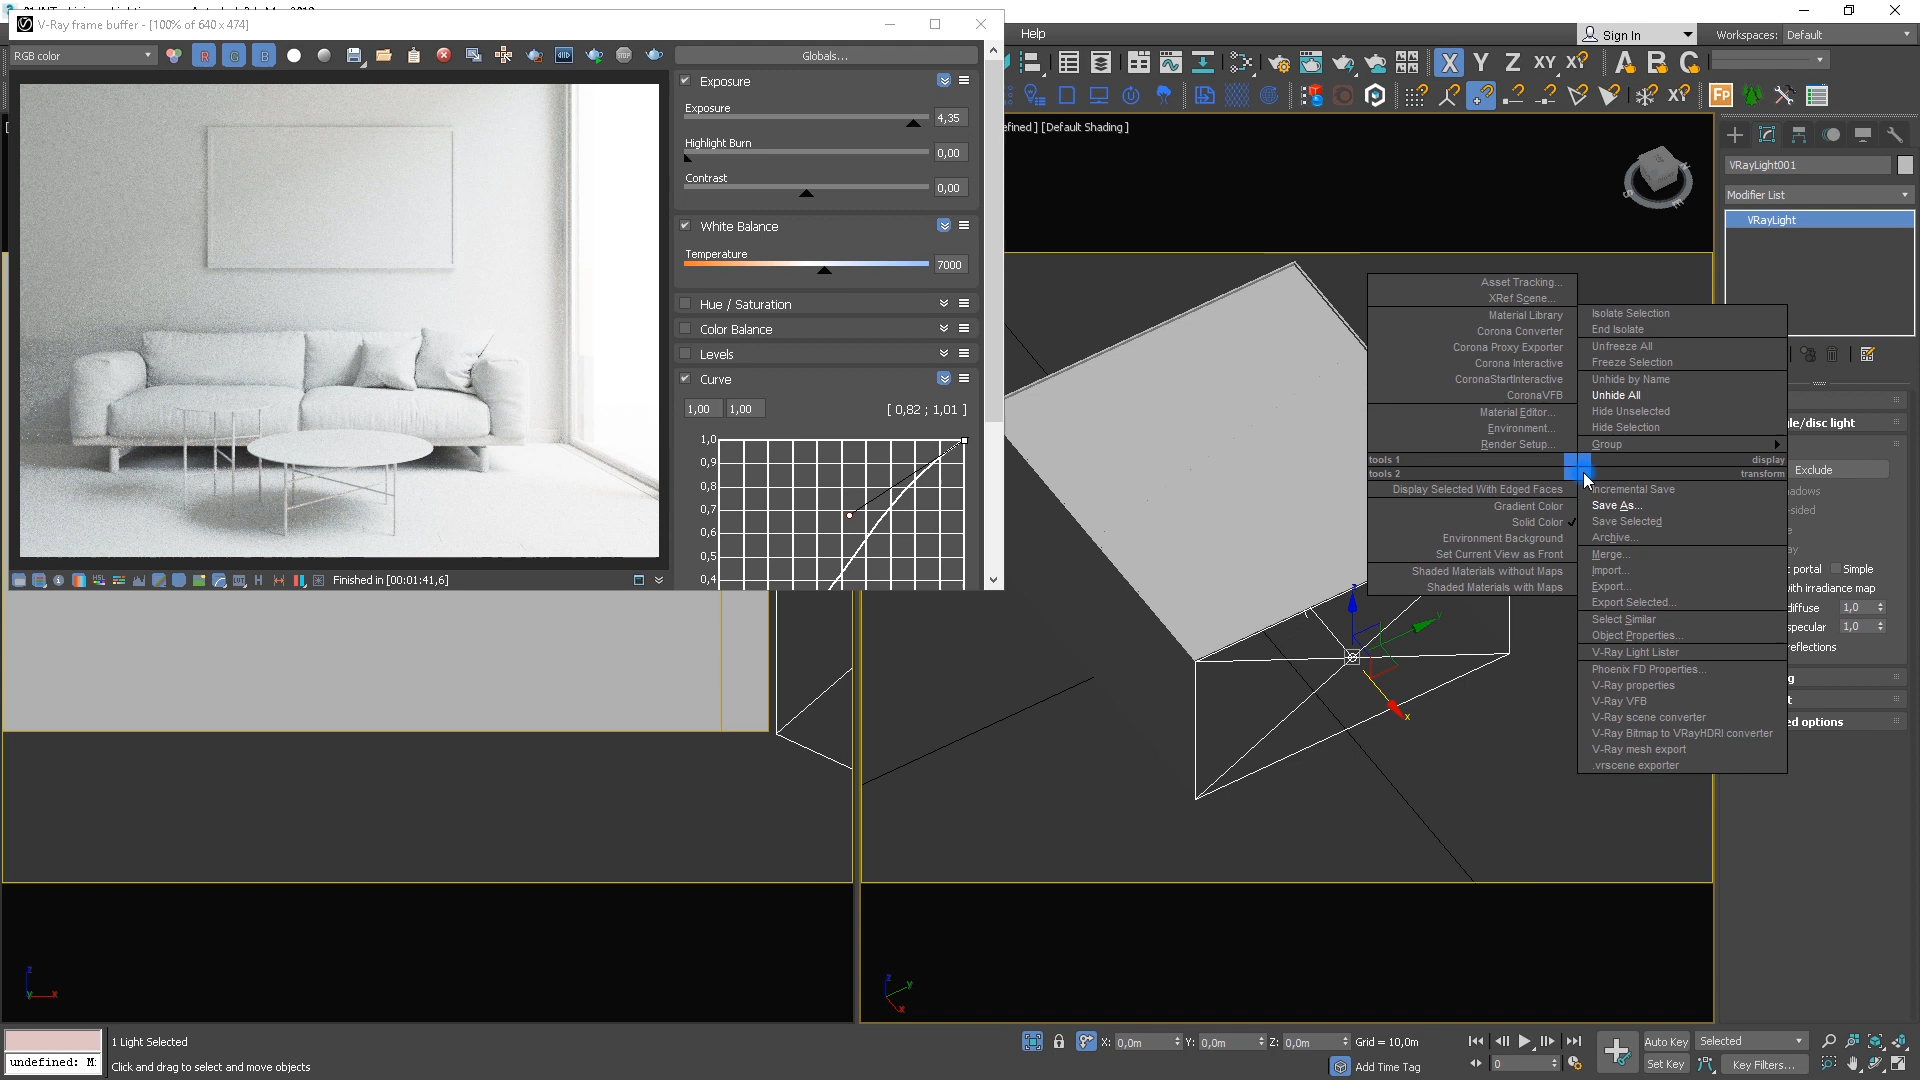 V-Ray frame buffer - [100% of 640 x 474]
Help
Sign In
Workspaces: Default
RGB color
R G B
Globals...
X Y Z XY XY
A B C
FP
fined ] [Default Shading ]
Exposure
Exposure
4,35
Highlight Burn
0,00
Contrast
0,00
White Balance
Temperature
7000
Hue / Saturation
Color Balance
Levels
Curve
1,00 1,00 [ 0,82 ; 1,01 ]
1,0
0,9
0,8
0,7
0,6
0,5
0,4
Finished in [00:01:41,6]
Asset Tracking...
XRef Scene...
Material Library
Corona Converter
Corona Proxy Exporter
Corona Interactive
CoronaStartInteractive
CoronaVFB
Material Editor...
Environment...
Render Setup...
tools 1
tools 2
Display Selected With Edged Faces
Gradient Color
Solid Color
Environment Background
Set Current View as Front
Shaded Materials without Maps
Shaded Materials with Maps
Isolate Selection
End Isolate
Unfreeze All
Freeze Selection
Unhide by Name
Unhide All
Hide Unselected
Hide Selection
Group
display
transform
Incremental Save
Save As...
Save Selected
Archive...
Merge...
Import...
Export...
Export Selected...
Select Similar
Object Properties...
V-Ray Light Lister
Phoenix FD Properties...
V-Ray properties
V-Ray VFB
V-Ray scene converter
V-Ray Bitmap to VRayHDRI converter
V-Ray mesh export
.vrscene exporter
VRayLight001
Modifier List
VRayLight
le/disc light
Exclude
adows
sided
portal Simple
with irradiance map
diffuse 1,0
specular 1,0
reflections
ed options
z
y
x
z
y
x
z
y
x
1 Light Selected
undefined: M
Click and drag to select and move objects
X: 0,0m Y: 0,0m Z: 0,0m Grid = 10,0m
Add Time Tag
0
Auto Key Selected
Set Key Key Filters...